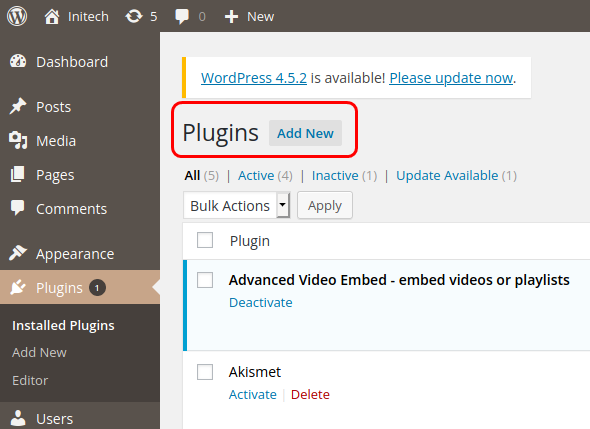 Initech 5 0 New
Dashboard
Posts
Media
Pages
Comments
Appearance
Plugins 1
Installed Plugins
Add New
Editor
Users
WordPress 4.5.2 is available! Please update now.
Plugins Add New
All (5) | Active (4) | Inactive (1) | Update Available (1)
Bulk Actions Apply
Plugin
Advanced Video Embed - embed videos or playlists
Deactivate
Akismet
Activate | Delete